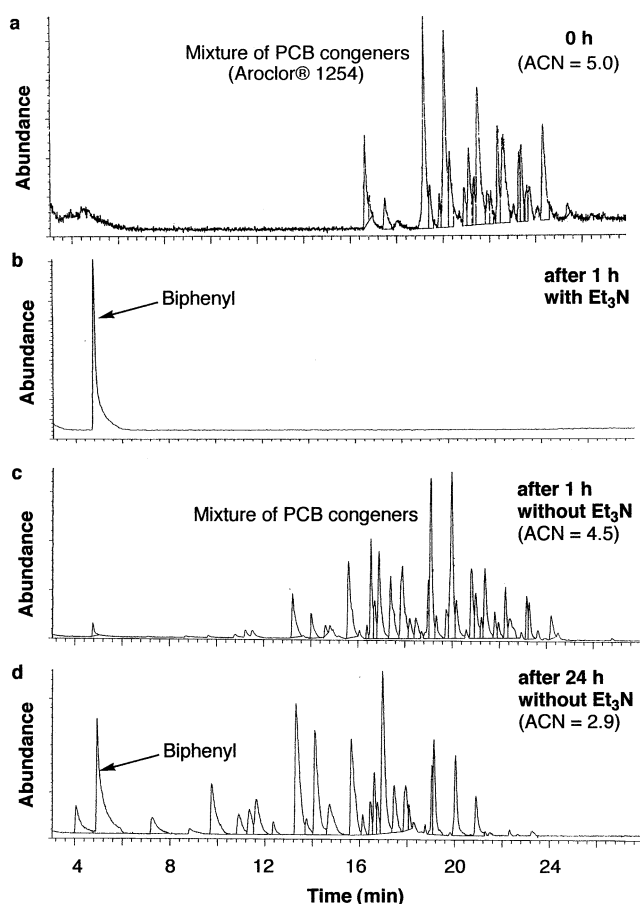 a
0 h
(ACN = 5.0)
Mixture of PCB congeners
(Aroclor® 1254)
Abundance
b
after 1 h
with Et₃N
Biphenyl
Abundance
c
after 1 h
without Et₃N
(ACN = 4.5)
Mixture of PCB congeners
Abundance
d
after 24 h
without Et₃N
(ACN = 2.9)
Biphenyl
Abundance
4 8 12 16 20 24
Time (min)